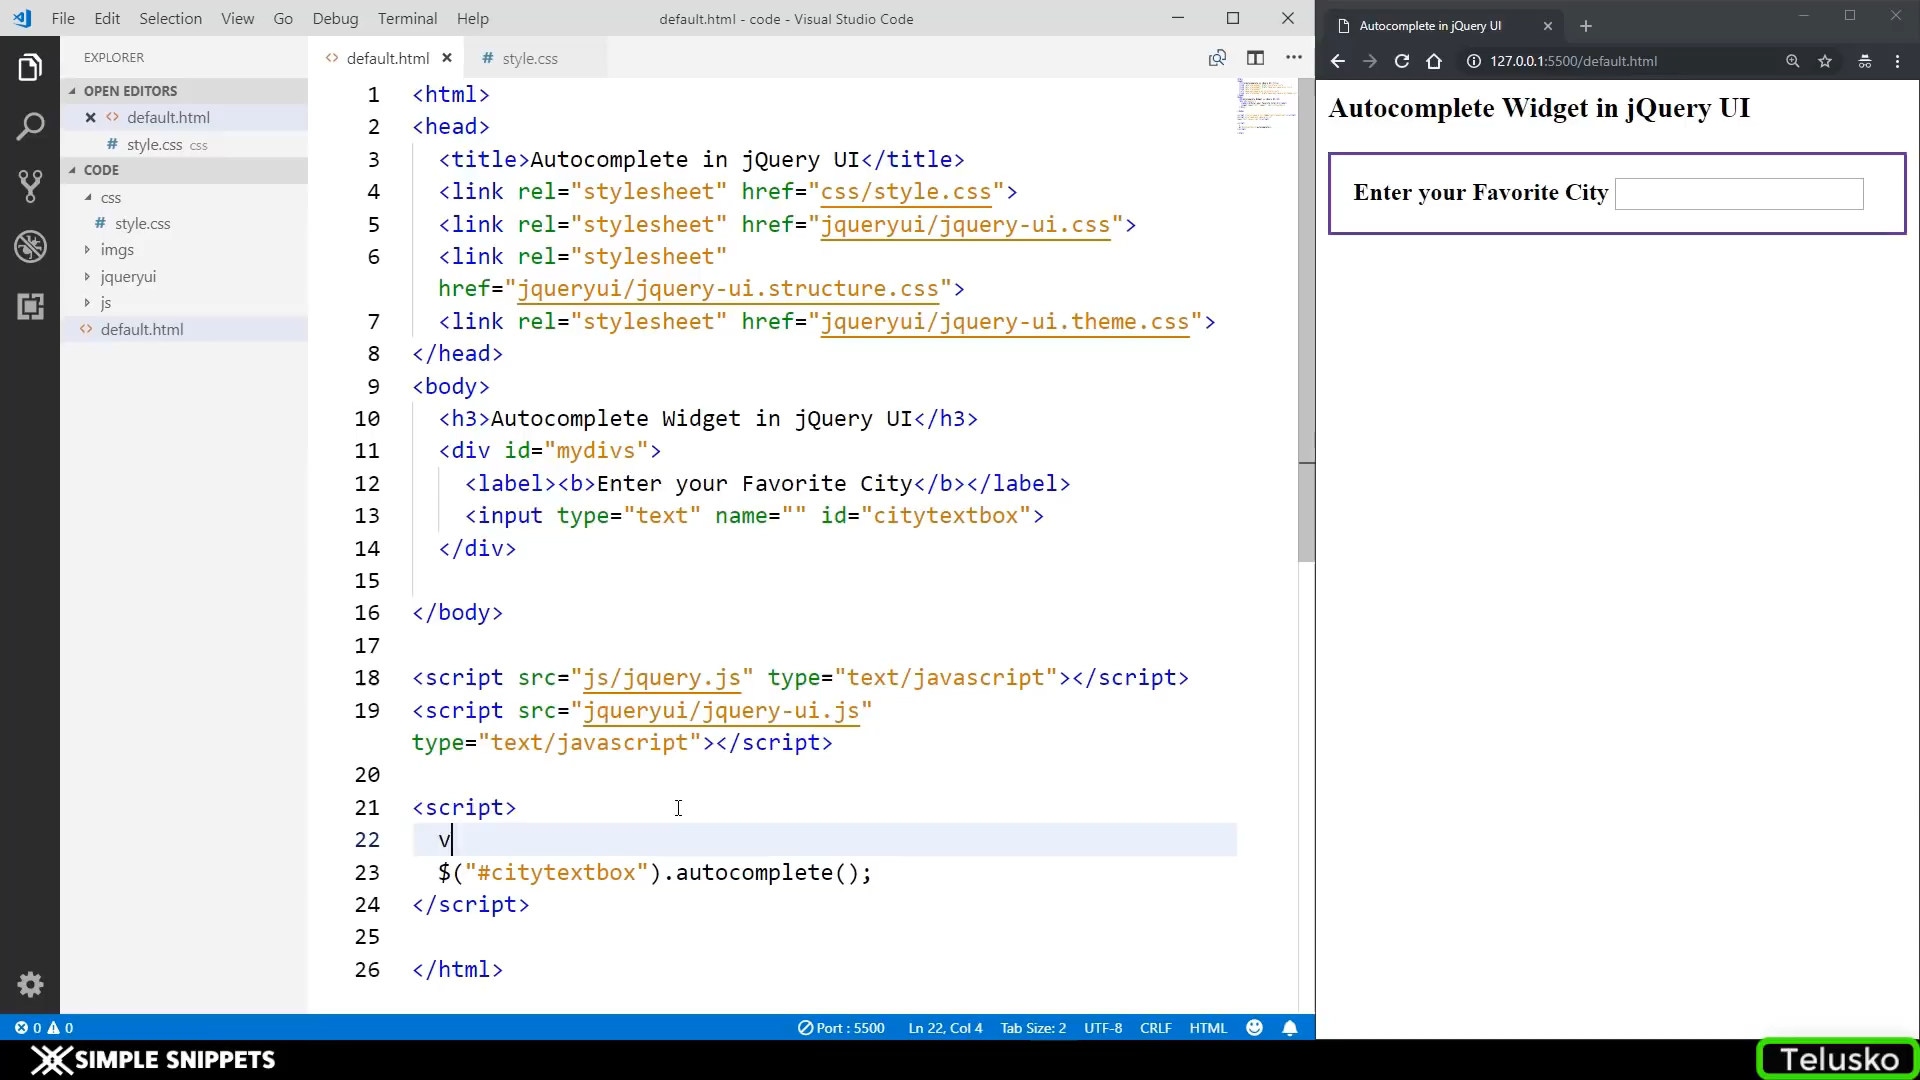 File Edit Selection View Go Debug Terminal Help
default.html - code - Visual Studio Code
EXPLORER
OPEN EDITORS
default.html
style.css css
CODE
css
style.css
imgs
jqueryui
js
default.html
default.html
style.css
1 <html>
2 <head>
3 <title>Autocomplete in jQuery UI</title>
4 <link rel="stylesheet" href="css/style.css">
5 <link rel="stylesheet" href="jqueryui/jquery-ui.css">
6 <link rel="stylesheet"
href="jqueryui/jquery-ui.structure.css">
7 <link rel="stylesheet" href="jqueryui/jquery-ui.theme.css">
8 </head>
9 <body>
10 <h3>Autocomplete Widget in jQuery UI</h3>
11 <div id="mydivs">
12 <label><b>Enter your Favorite City</b></label>
13 <input type="text" name="" id="citytextbox">
14 </div>
15
16 </body>
17
18 <script src="js/jquery.js" type="text/javascript"></script>
19 <script src="jqueryui/jquery-ui.js"
type="text/javascript"></script>
20
21 <script>
22 v
23 $("#citytextbox").autocomplete();
24 </script>
25
26 </html>
0 0
Port : 5500 Ln 22, Col 4 Tab Size: 2 UTF-8 CRLF HTML
Autocomplete in jQuery UI
127.0.0.1:5500/default.html
Autocomplete Widget in jQuery UI
Enter your Favorite City
SIMPLE SNIPPETS
Telusko